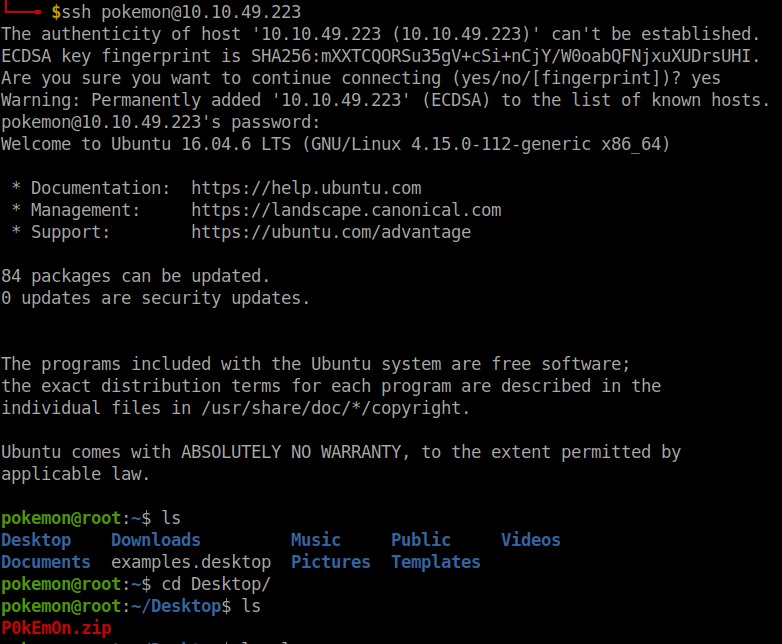 $ssh pokemon@10.10.49.223
The authenticity of host '10.10.49.223 (10.10.49.223)' can't be established.
ECDSA key fingerprint is SHA256:mXXTCQORSu35gV+cSi+nCjY/W0oabQFNjxuXUDrsUHI.
Are you sure you want to continue connecting (yes/no/[fingerprint])? yes
Warning: Permanently added '10.10.49.223' (ECDSA) to the list of known hosts.
pokemon@10.10.49.223's password:
Welcome to Ubuntu 16.04.6 LTS (GNU/Linux 4.15.0-112-generic x86_64)

 * Documentation:  https://help.ubuntu.com
 * Management:     https://landscape.canonical.com
 * Support:        https://ubuntu.com/advantage

84 packages can be updated.
0 updates are security updates.

The programs included with the Ubuntu system are free software;
the exact distribution terms for each program are described in the
individual files in /usr/share/doc/*/copyright.

Ubuntu comes with ABSOLUTELY NO WARRANTY, to the extent permitted by
applicable law.

pokemon@root:~$ ls
Desktop    Downloads         Music     Public     Videos
Documents  examples.desktop  Pictures  Templates
pokemon@root:~$ cd Desktop/
pokemon@root:~/Desktop$ ls
P0kEmOn.zip